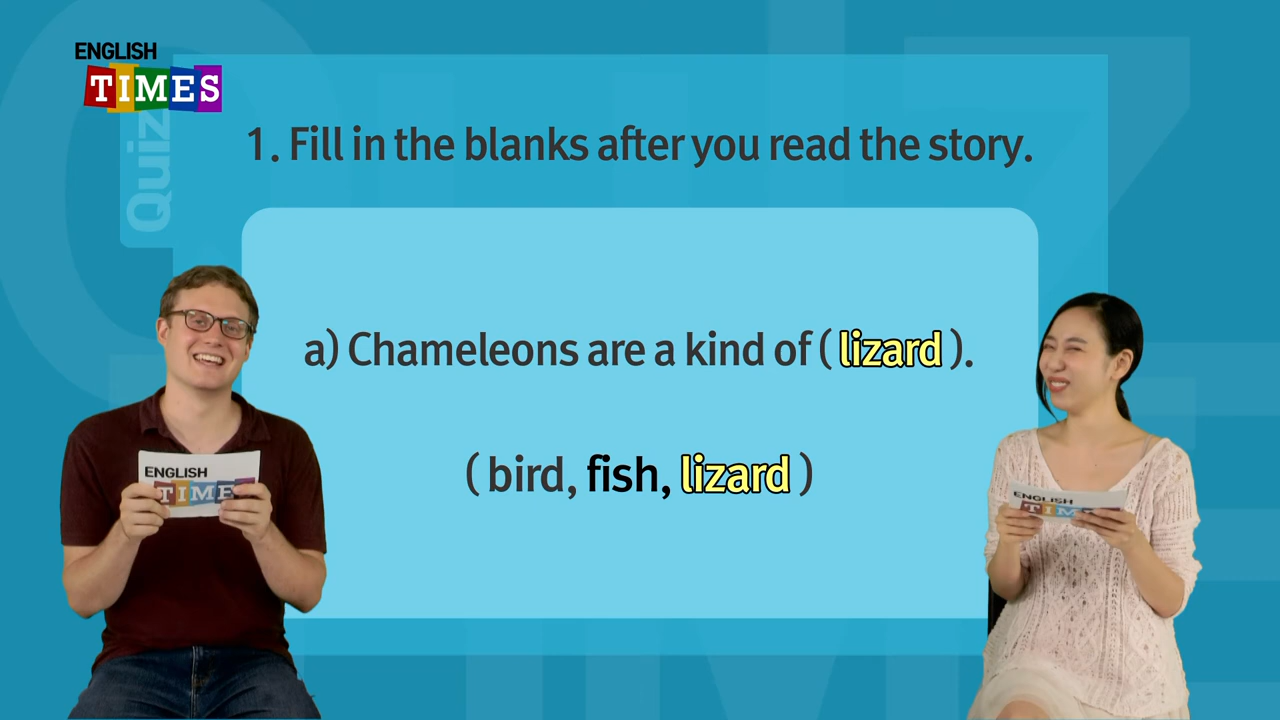 ENGLISH
TIMES
Quiz
1. Fill in the blanks after you read the story.
a) Chameleons are a kind of ( lizard ).
( bird, fish, lizard )
ENGLISH
TIMES
ENGLISH
TIM